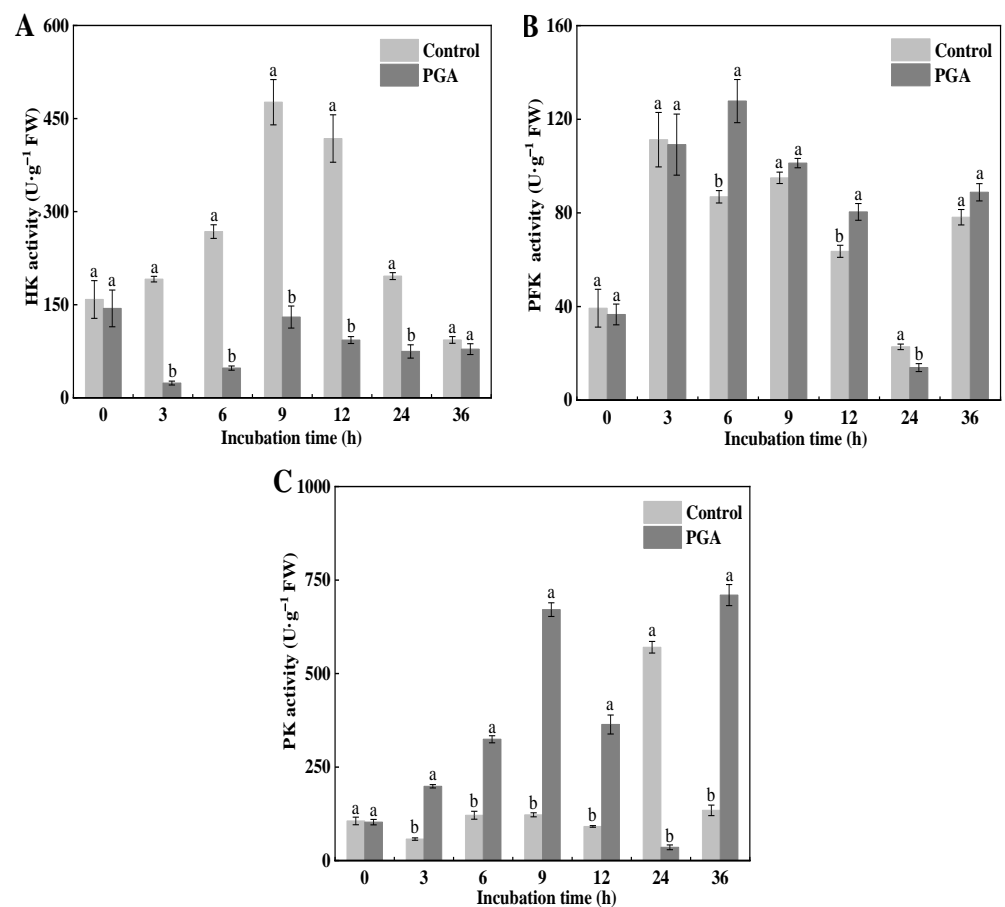 A
HK activity (U·g⁻¹ FW)
600
450
300
150
0
Control
PGA
a a
a
b
a
b
a
b
a
b
a
b
a a
0 3 6 9 12 24 36
Incubation time (h)
B
PFK activity (U·g⁻¹ FW)
160
120
80
40
0
Control
PGA
a a
a a
b a
a a
b a
a b
a a
0 3 6 9 12 24 36
Incubation time (h)
C
PK activity (U·g⁻¹ FW)
1000
750
500
250
0
Control
PGA
a a
b a
b a
b a
b a
a b
b a
0 3 6 9 12 24 36
Incubation time (h)